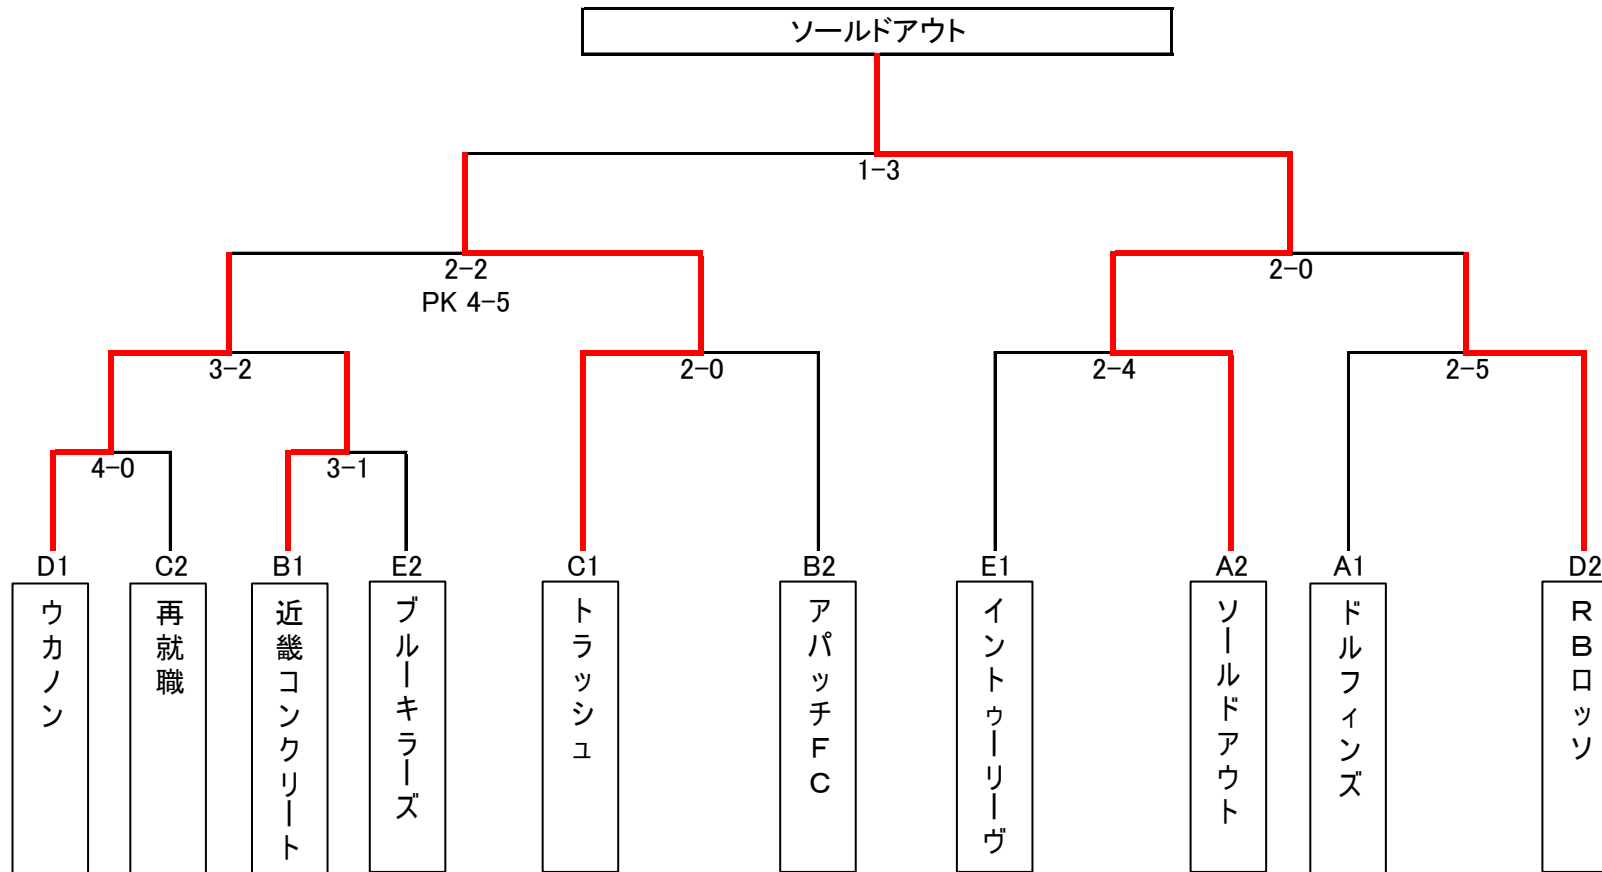 ソールドアウト
1-3
2-2
2-0
PK 4-5
3-2
2-0
2-4
2-5
4-0
3-1
D1
C2
B1
E2
C1
B2
E1
A2
A1
D2
ウカノン
再就職
近畿コンクリート
ブルーキラーズ
トラッシュ
アパッチFC
イントゥーリーヴ
ソールドアウト
ドルフィンズ
RBロッソ